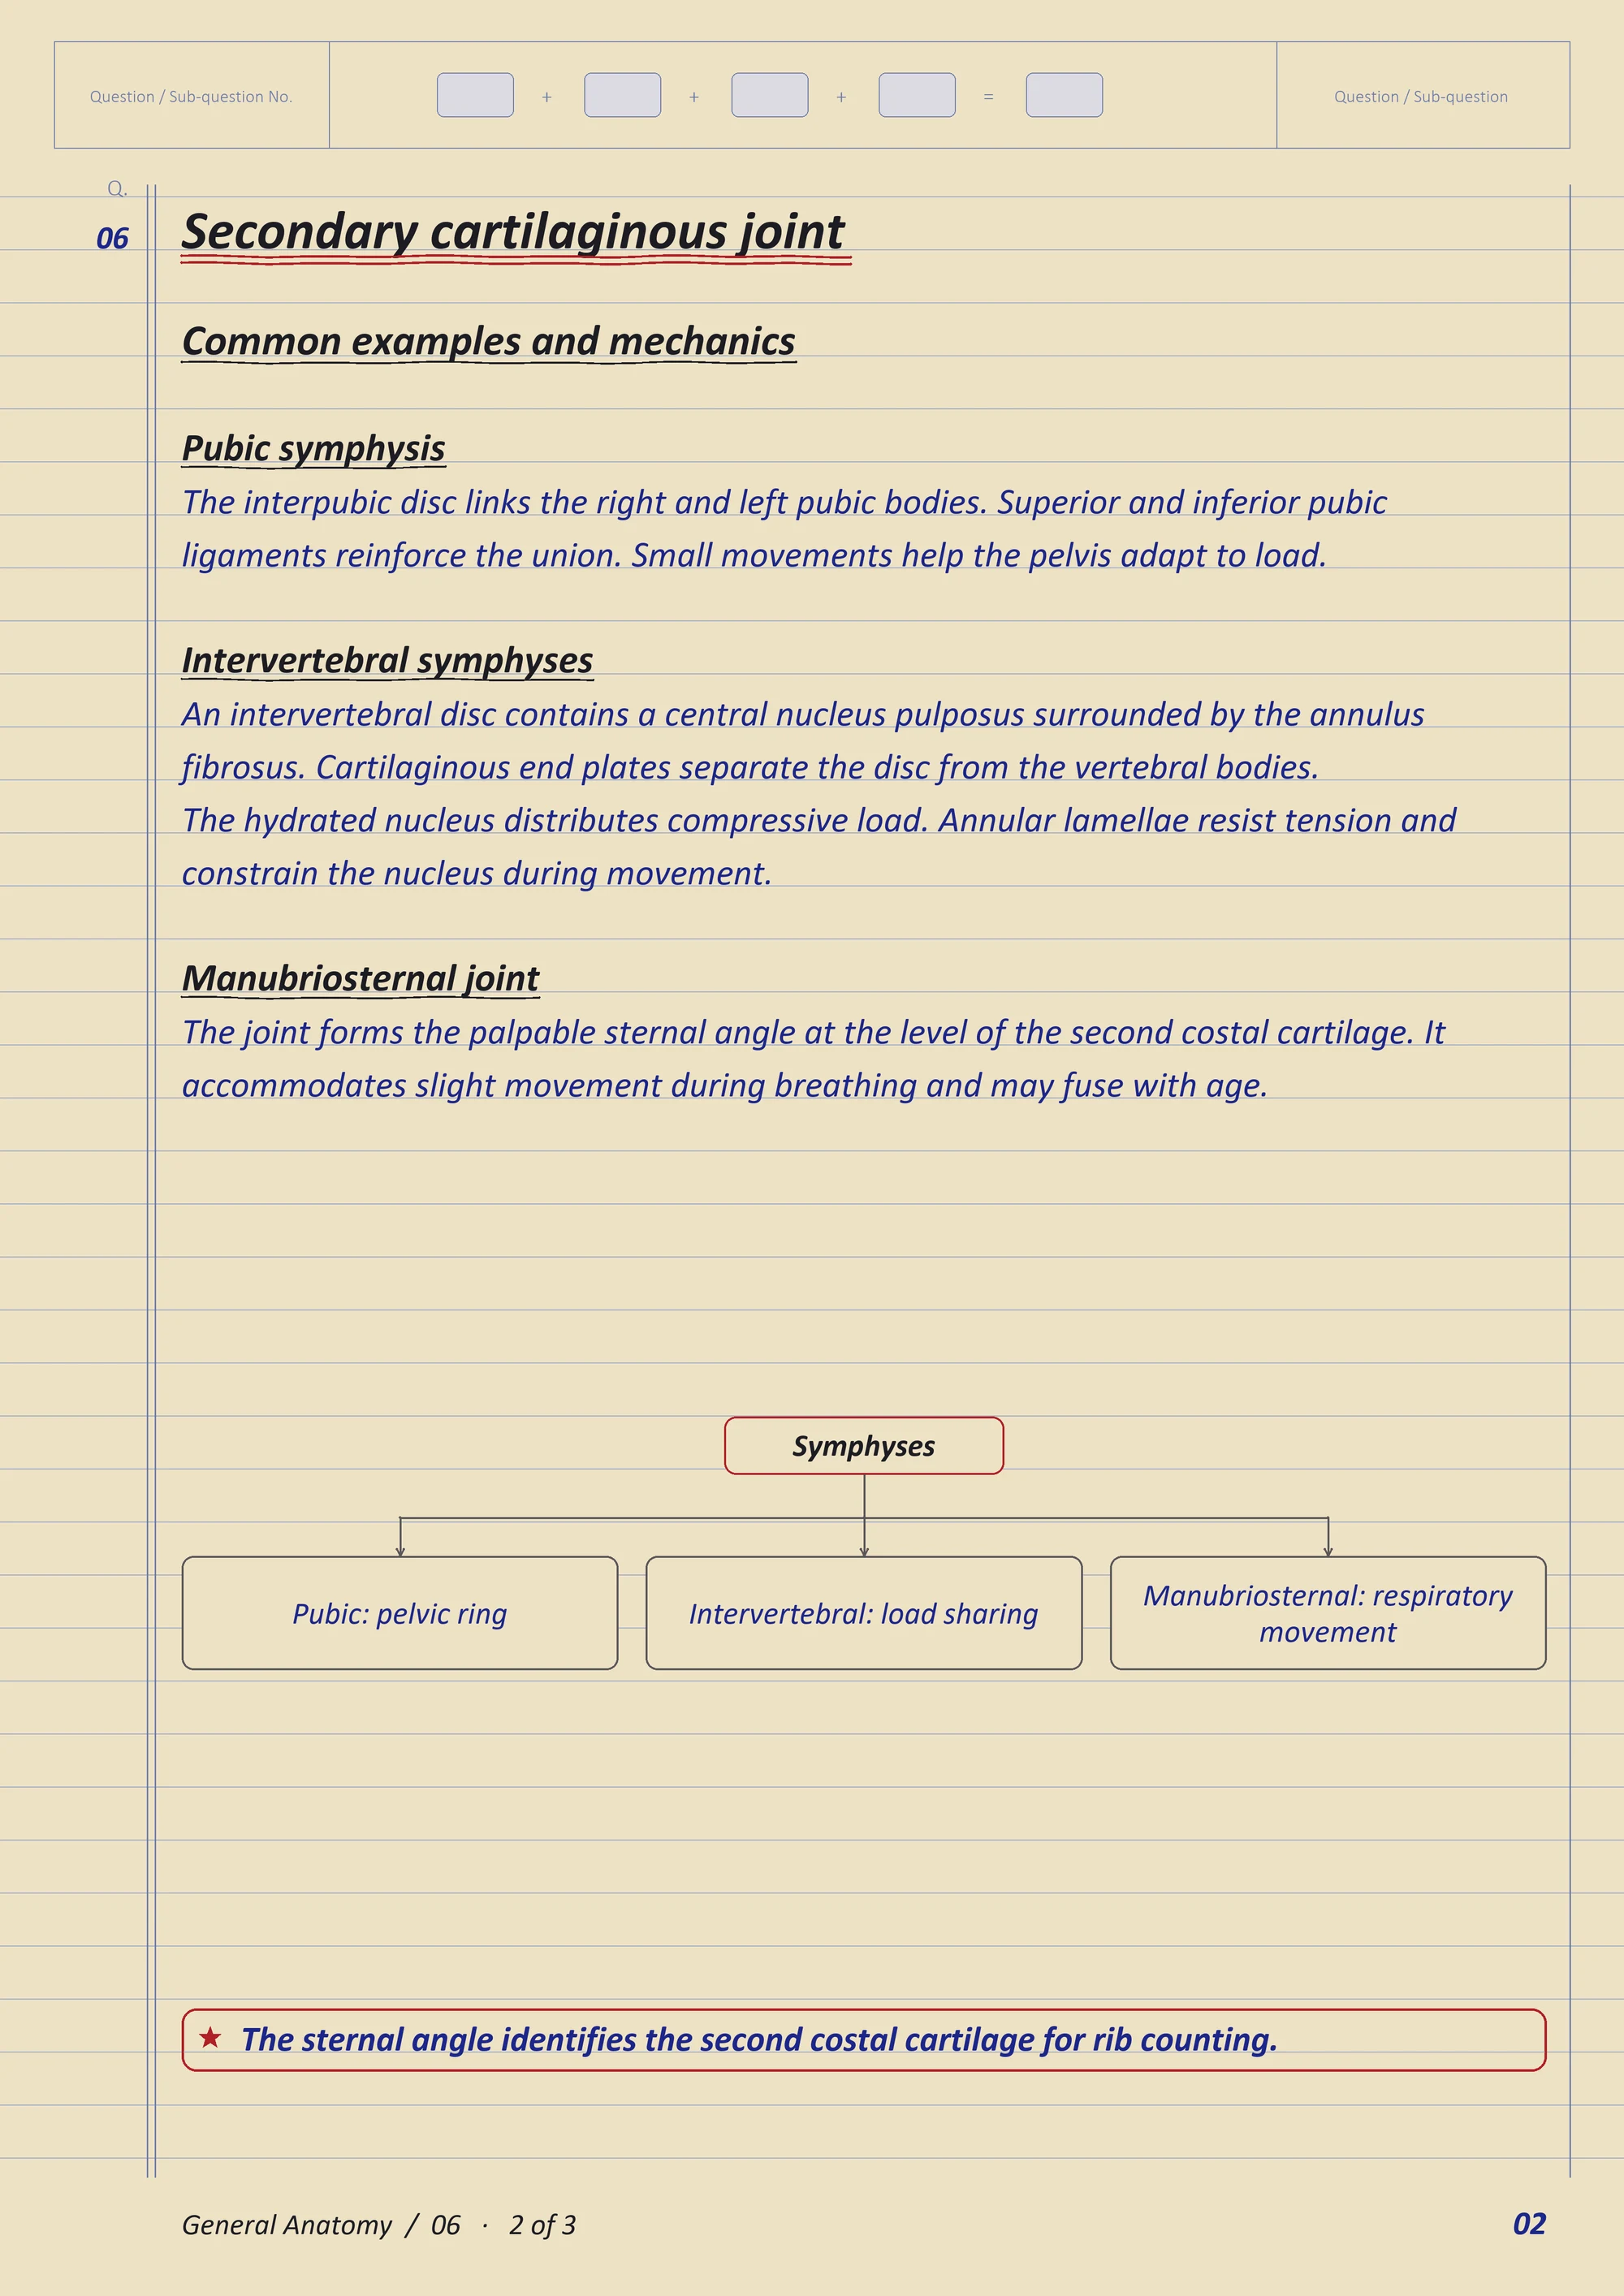 Question / Sub-question No.
+ + + =
Question / Sub-question
Q.
06
Secondary cartilaginous joint
Common examples and mechanics
Pubic symphysis
The interpubic disc links the right and left pubic bodies. Superior and inferior pubic
ligaments reinforce the union. Small movements help the pelvis adapt to load.
Intervertebral symphyses
An intervertebral disc contains a central nucleus pulposus surrounded by the annulus
fibrosus. Cartilaginous end plates separate the disc from the vertebral bodies.
The hydrated nucleus distributes compressive load. Annular lamellae resist tension and
constrain the nucleus during movement.
Manubriosternal joint
The joint forms the palpable sternal angle at the level of the second costal cartilage. It
accommodates slight movement during breathing and may fuse with age.
Symphyses
Pubic: pelvic ring
Intervertebral: load sharing
Manubriosternal: respiratory
movement
★ The sternal angle identifies the second costal cartilage for rib counting.
General Anatomy / 06 · 2 of 3
02